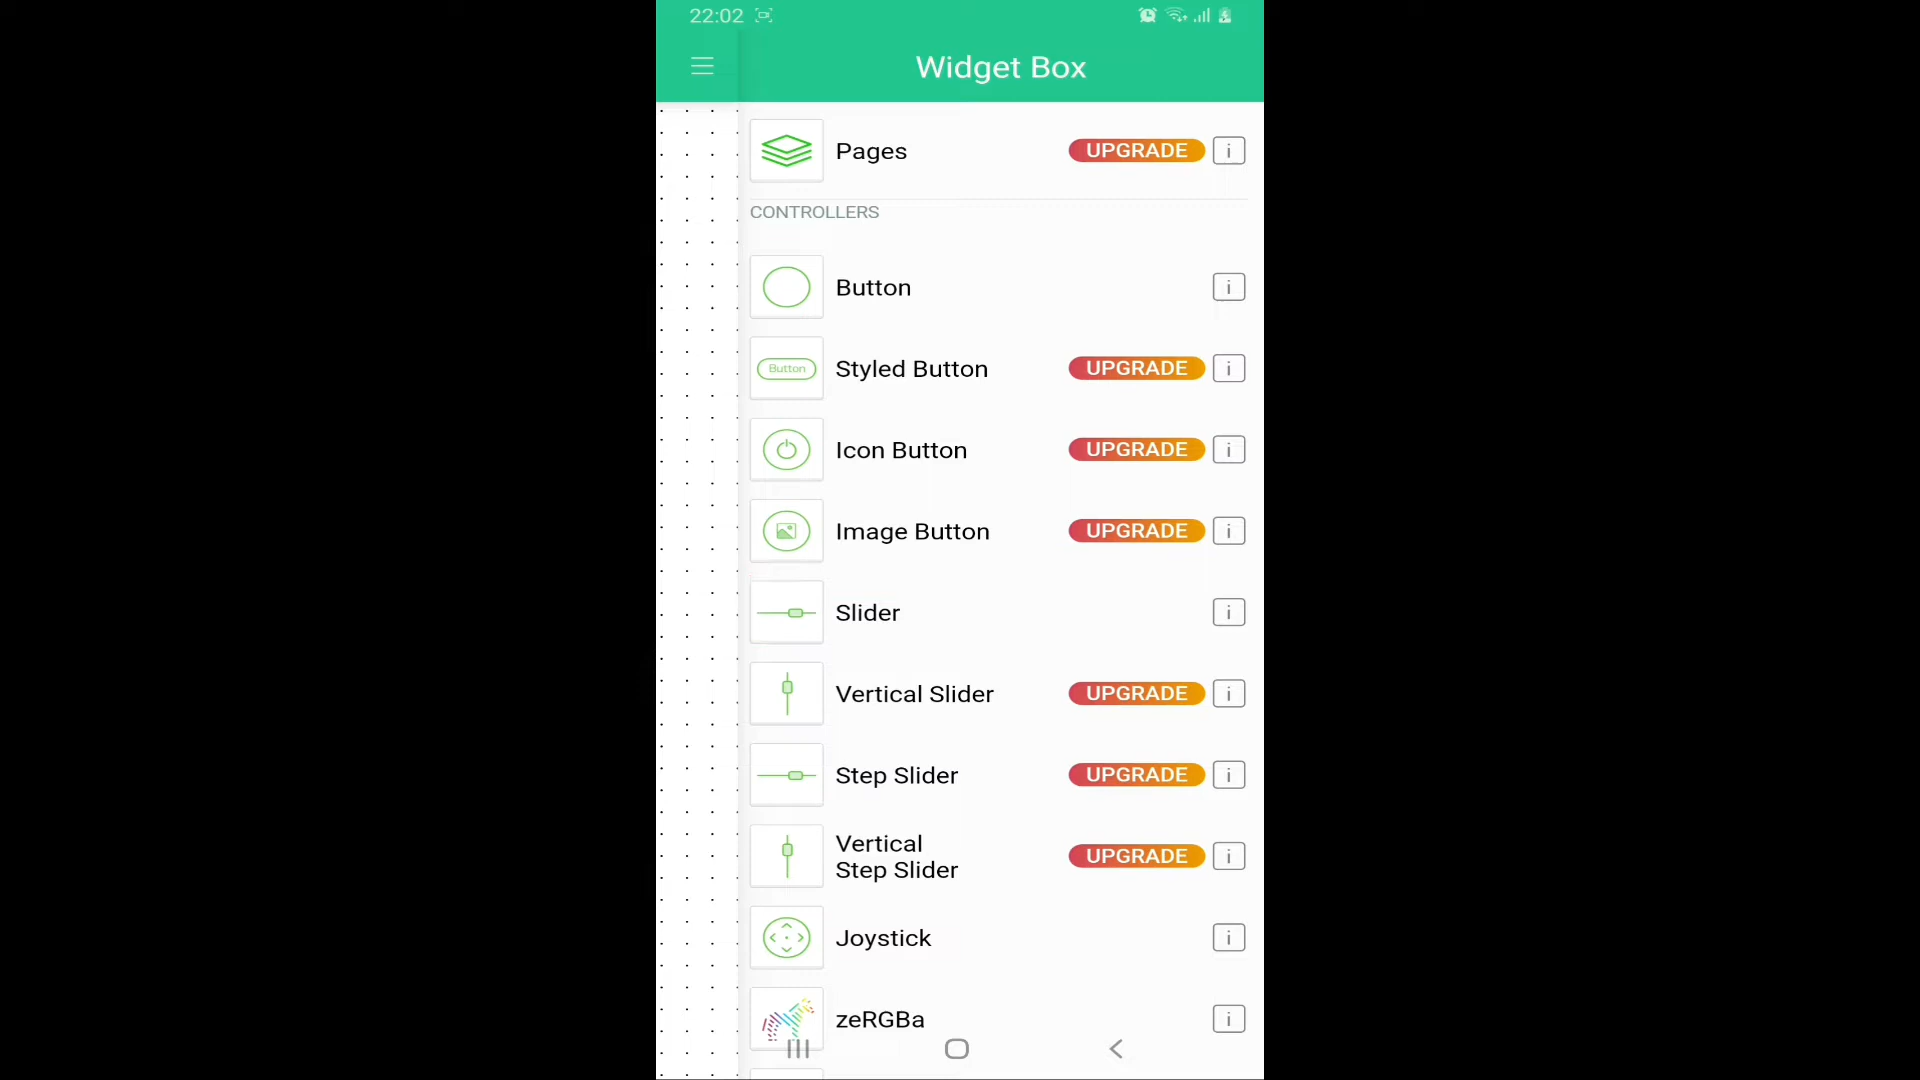 22:02
Widget Box
Pages UPGRADE i
CONTROLLERS
Button i
Button Styled Button UPGRADE i
Icon Button UPGRADE i
Image Button UPGRADE i
Slider i
Vertical Slider UPGRADE i
Step Slider UPGRADE i
Vertical
Step Slider UPGRADE i
Joystick i
zeRGBa i